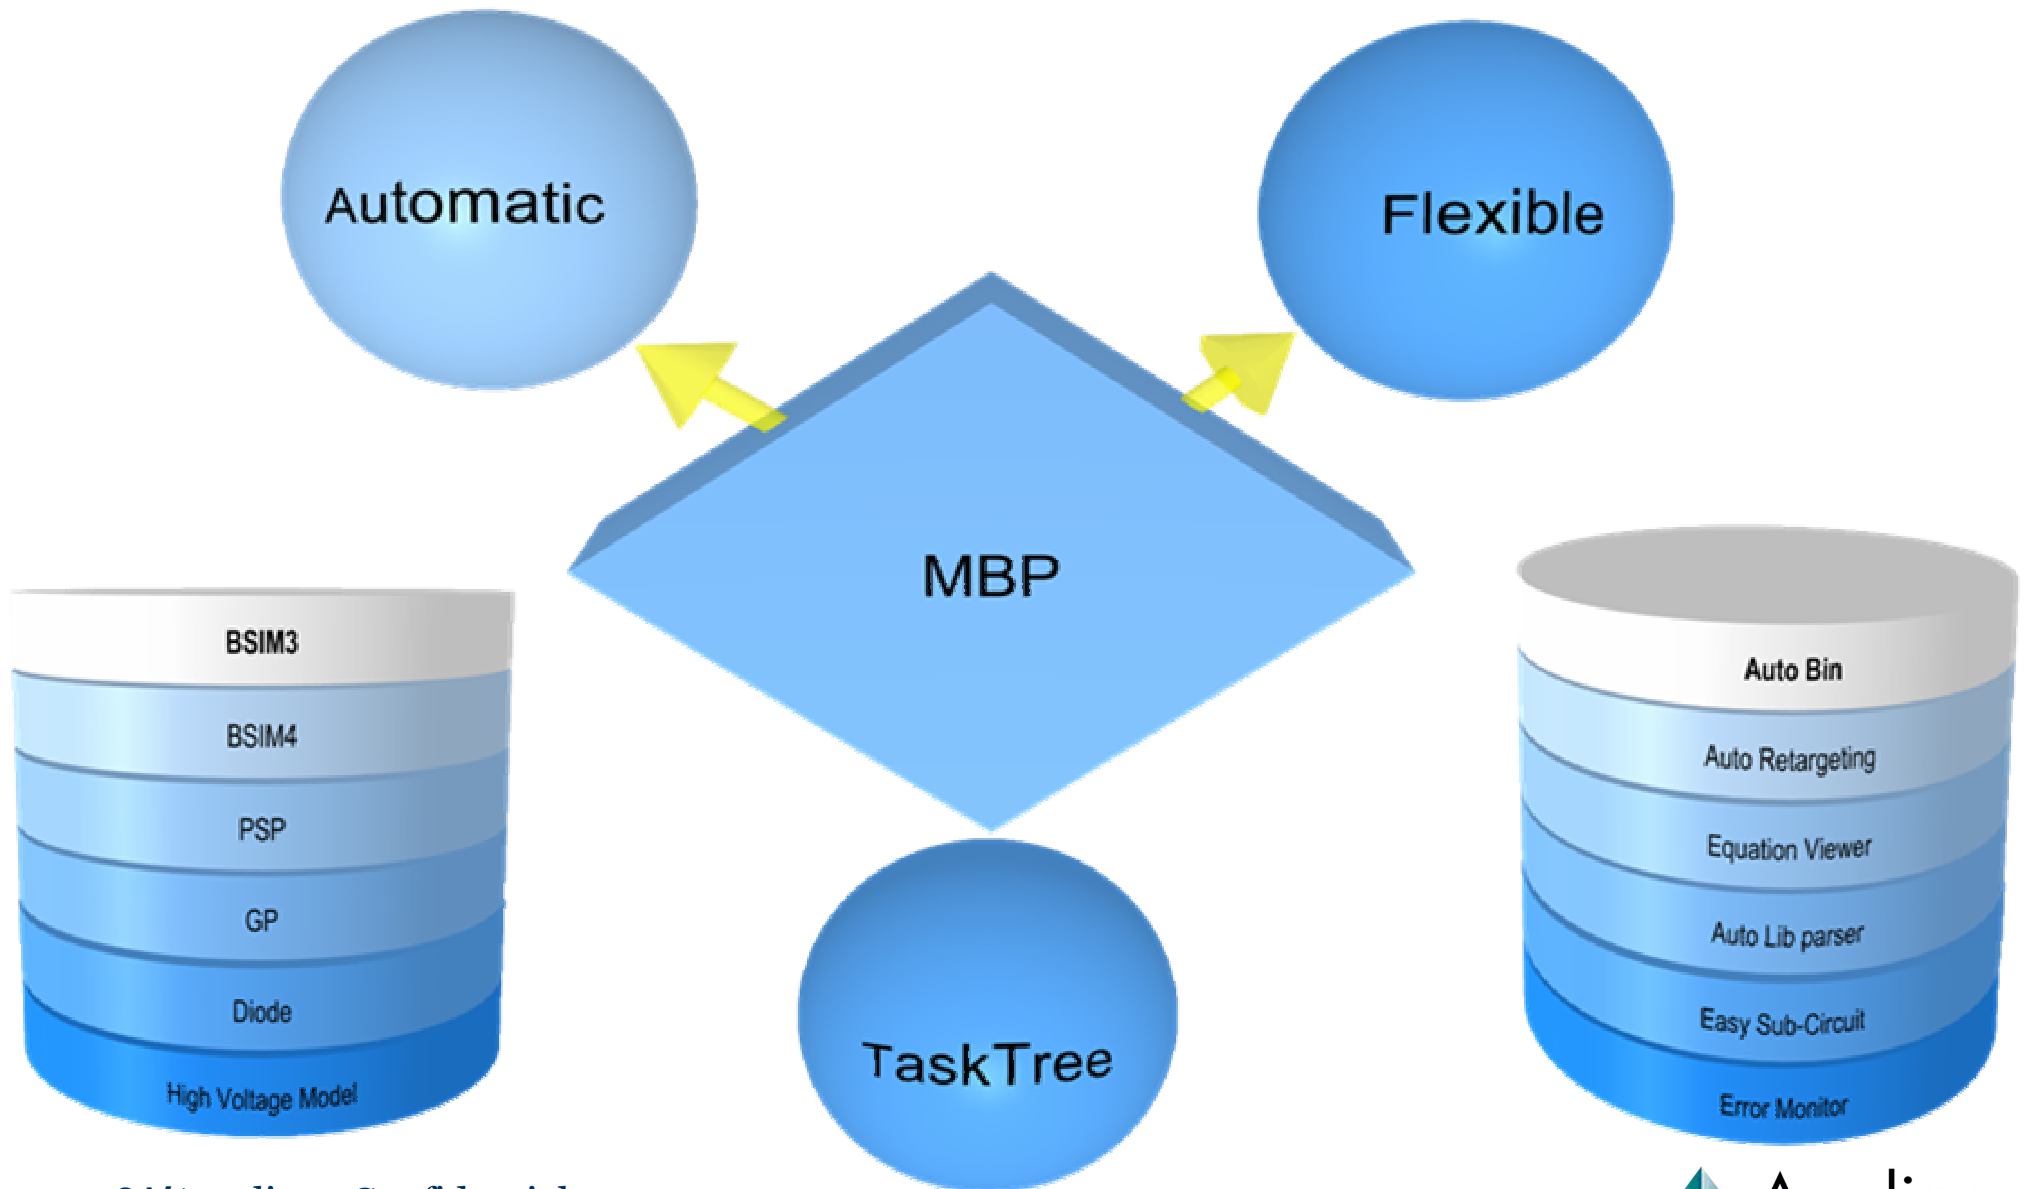 Automatic
Flexible
MBP
BSIM3
BSIM4
PSP
GP
Diode
High Voltage Model
Auto Bin
Auto Retargeting
Equation Viewer
Auto Lib parser
Easy Sub-Circuit
Error Monitor
TaskTree